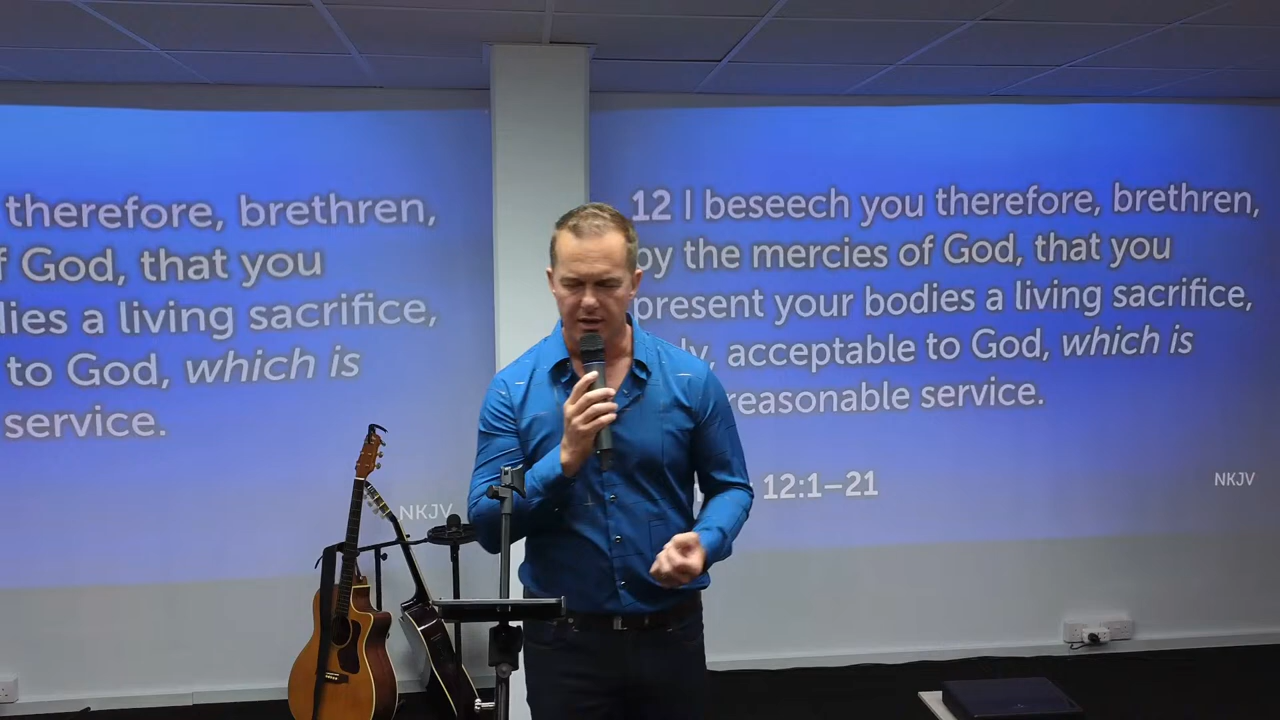 therefore, brethren,
God, that you
a living sacrifice,
to God, which is
service.
NKJV
12 I beseech you therefore, brethren,
the mercies of God, that you
present your bodies a living sacrifice,
acceptable to God, which is
reasonable service.
12:1–21
NKJV